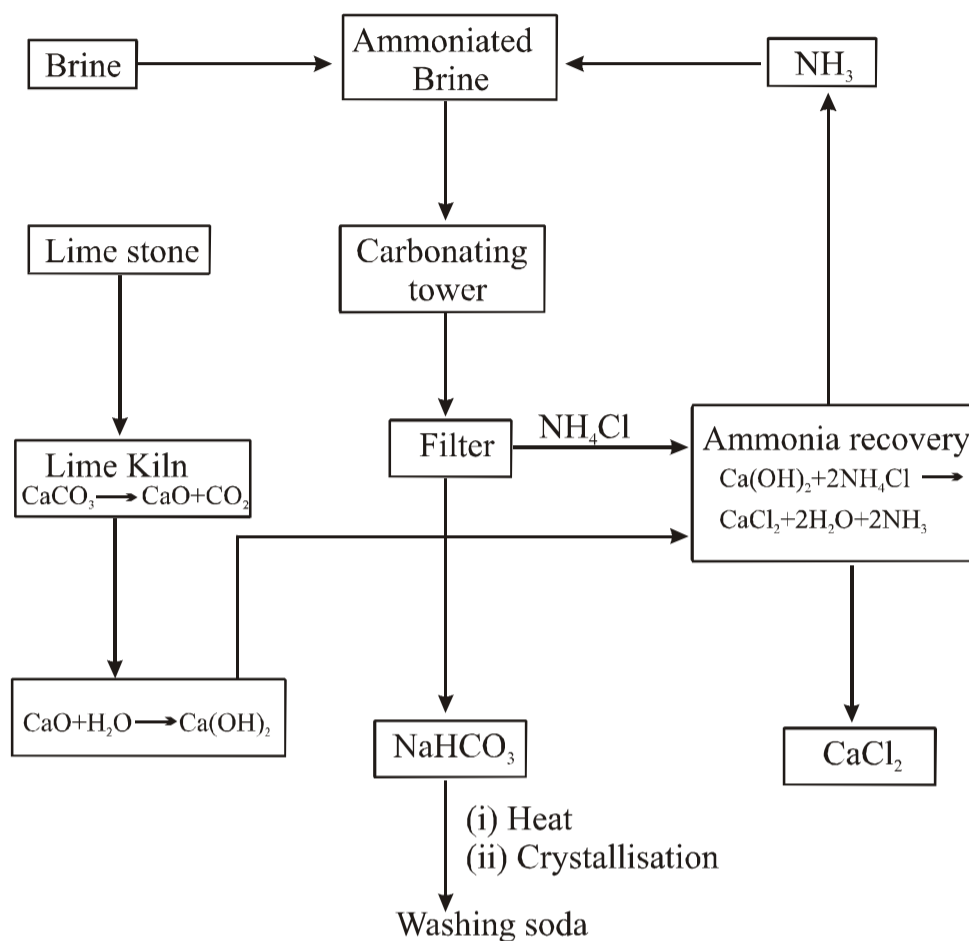 Brine
Ammoniated
Brine
NH₃
Lime stone
Carbonating
tower
Lime Kiln
CaCO₃⟶CaO+CO₂
Filter
NH₄Cl
Ammonia recovery
Ca(OH)₂+2NH₄Cl ⟶
CaCl₂+2H₂O+2NH₃
CaO+H₂O⟶Ca(OH)₂
NaHCO₃
CaCl₂
(i) Heat
(ii) Crystallisation
Washing soda